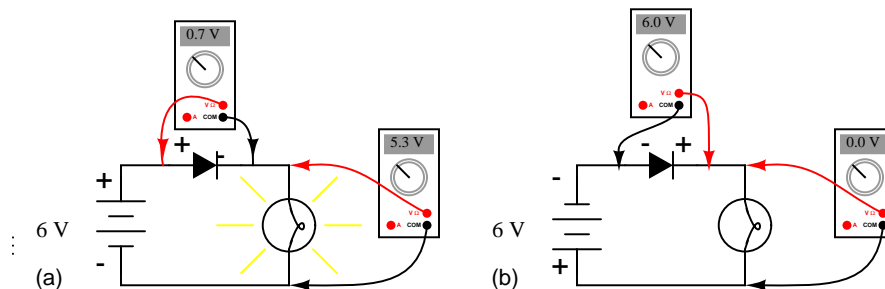 0.7 V
V Ω
A COM
+ -
+
6 V
-
(a)
5.3 V
V Ω
A COM
6.0 V
V Ω
A COM
- +
-
6 V
+
(b)
0.0 V
V Ω
A COM